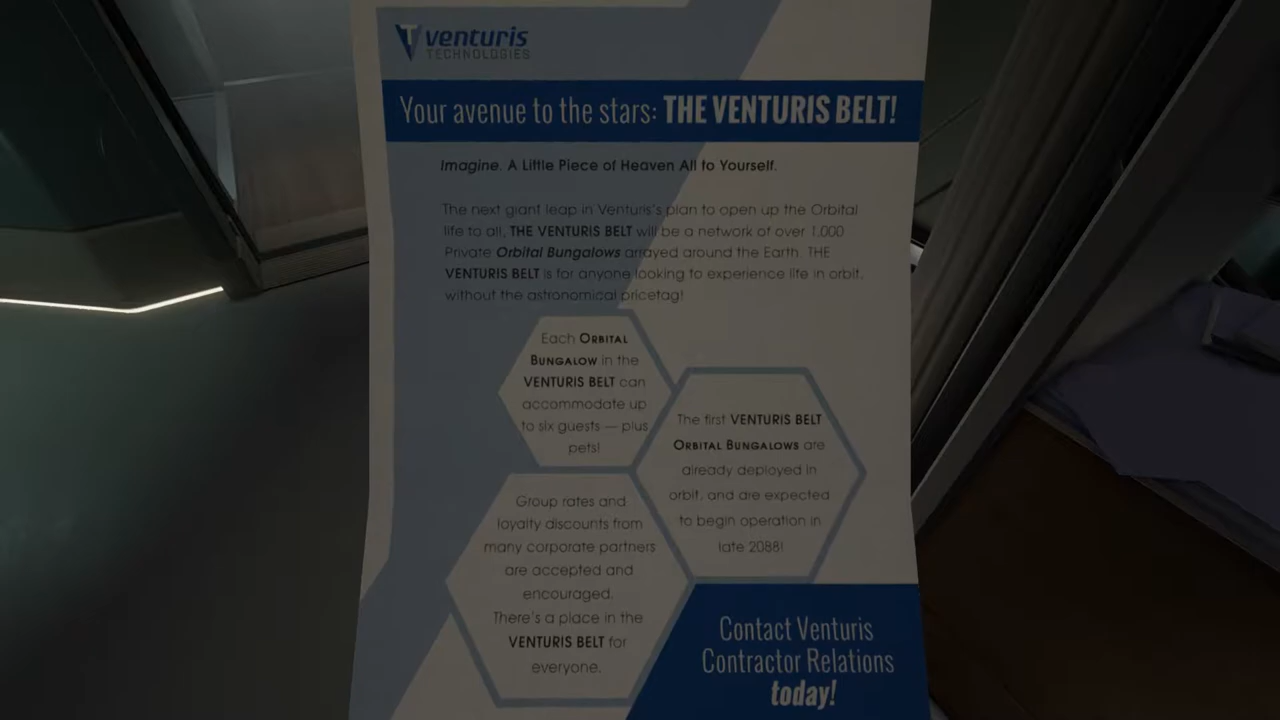 venturis
TECHNOLOGIES
Your avenue to the stars: THE VENTURIS BELT!
Imagine. A Little Piece of Heaven All to Yourself.
The next giant leap in Venturis's plan to open up the Orbital
life to all, THE VENTURIS BELT will be a network of over 1,000
Private Orbital Bungalows arrayed around the Earth. THE
VENTURIS BELT is for anyone looking to experience life in orbit,
without the astronomical pricetag!
Each ORBITAL
BUNGALOW in the
VENTURIS BELT can
accommodate up
to six guests — plus
pets!
The first VENTURIS BELT
ORBITAL BUNGALOWS are
already deployed in
orbit, and are expected
to begin operation in
late 2088!
Group rates and
loyalty discounts from
many corporate partners
are accepted and
encouraged.
There's a place in the
VENTURIS BELT for
everyone.
Contact Venturis
Contractor Relations
today!